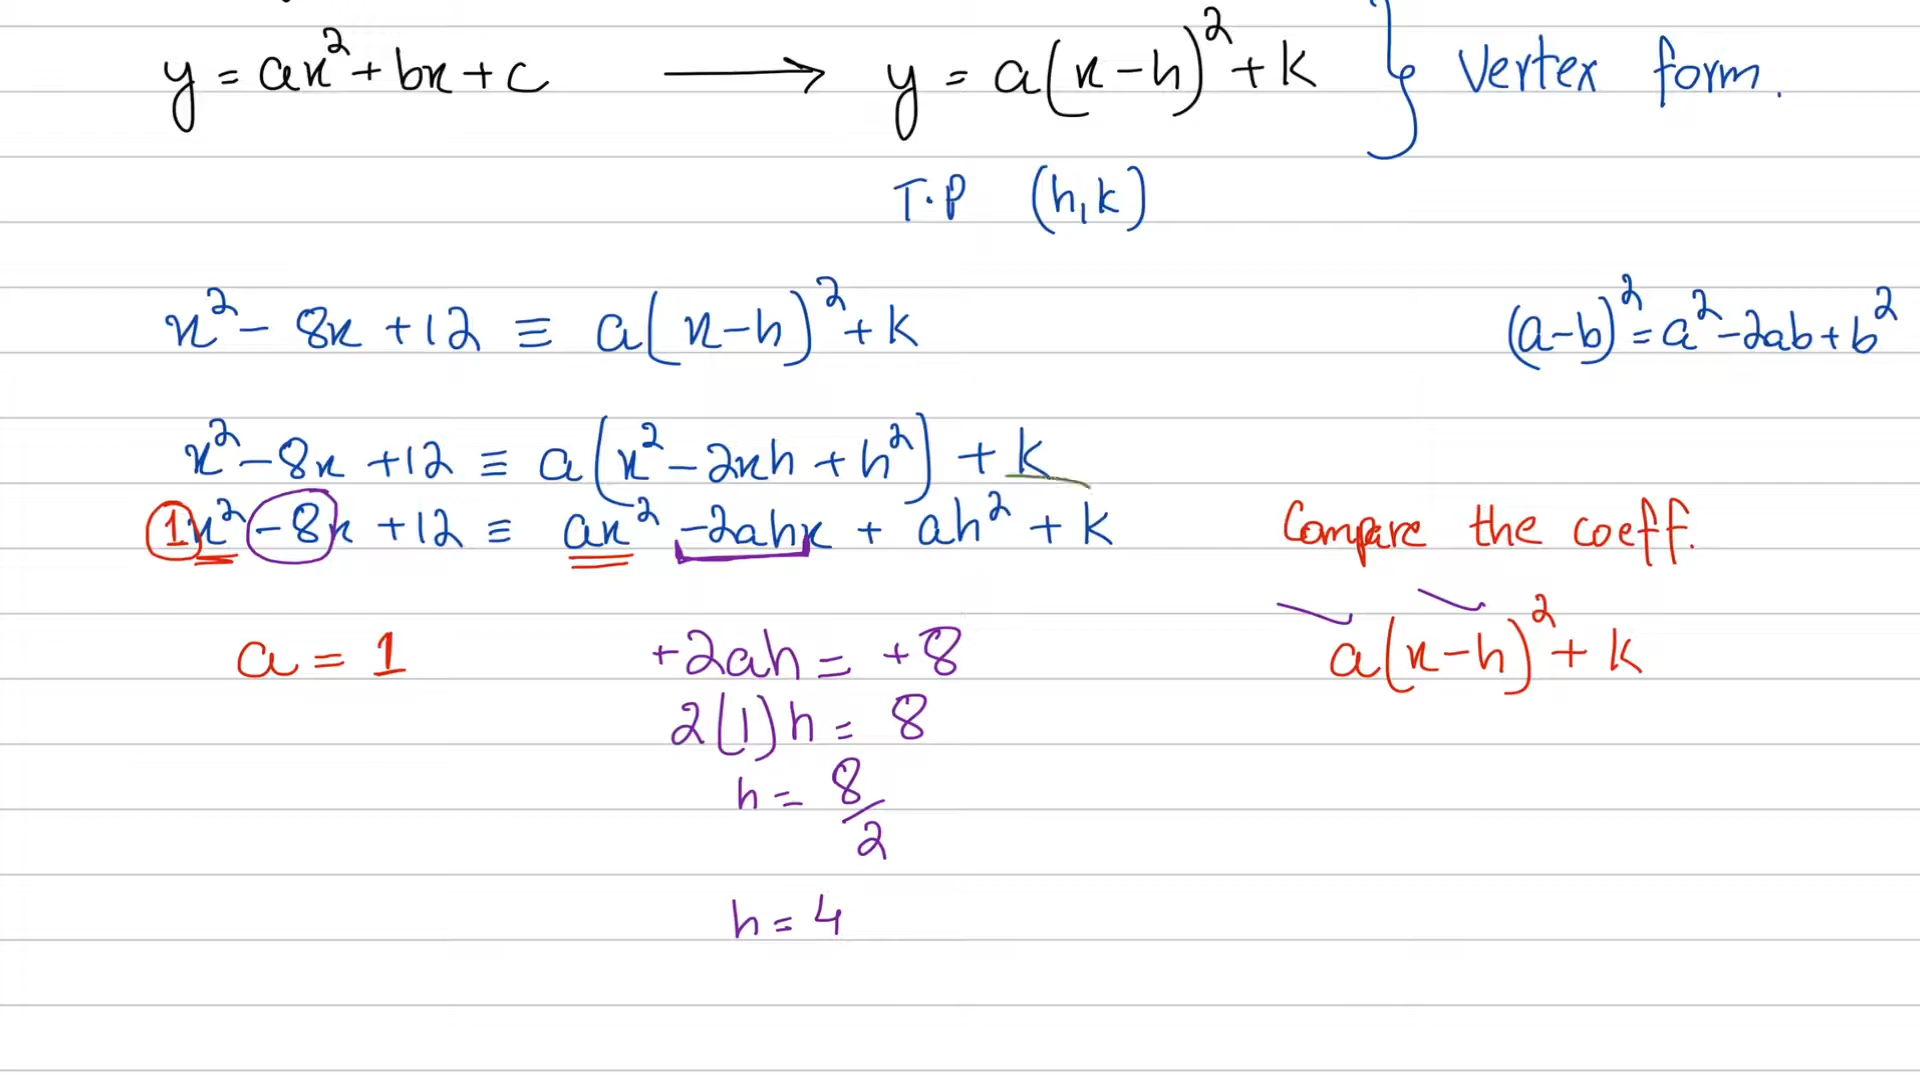 y = ax² + bx + c ⟶ y = a(x-h)² + k } Vertex form.
T.P (h,k)
x² - 8x + 12 ≡ a(x-h)² + k
(a-b)² = a² - 2ab + b²
x² - 8x + 12 ≡ a(x² - 2xh + h²) + k
1x² - 8x + 12 ≡ ax² - 2ahx + ah² + k
Compare the coeff.
a(x-h)² + k
a = 1
+2ah = +8
2(1)h = 8
h = 8/2
h = 4